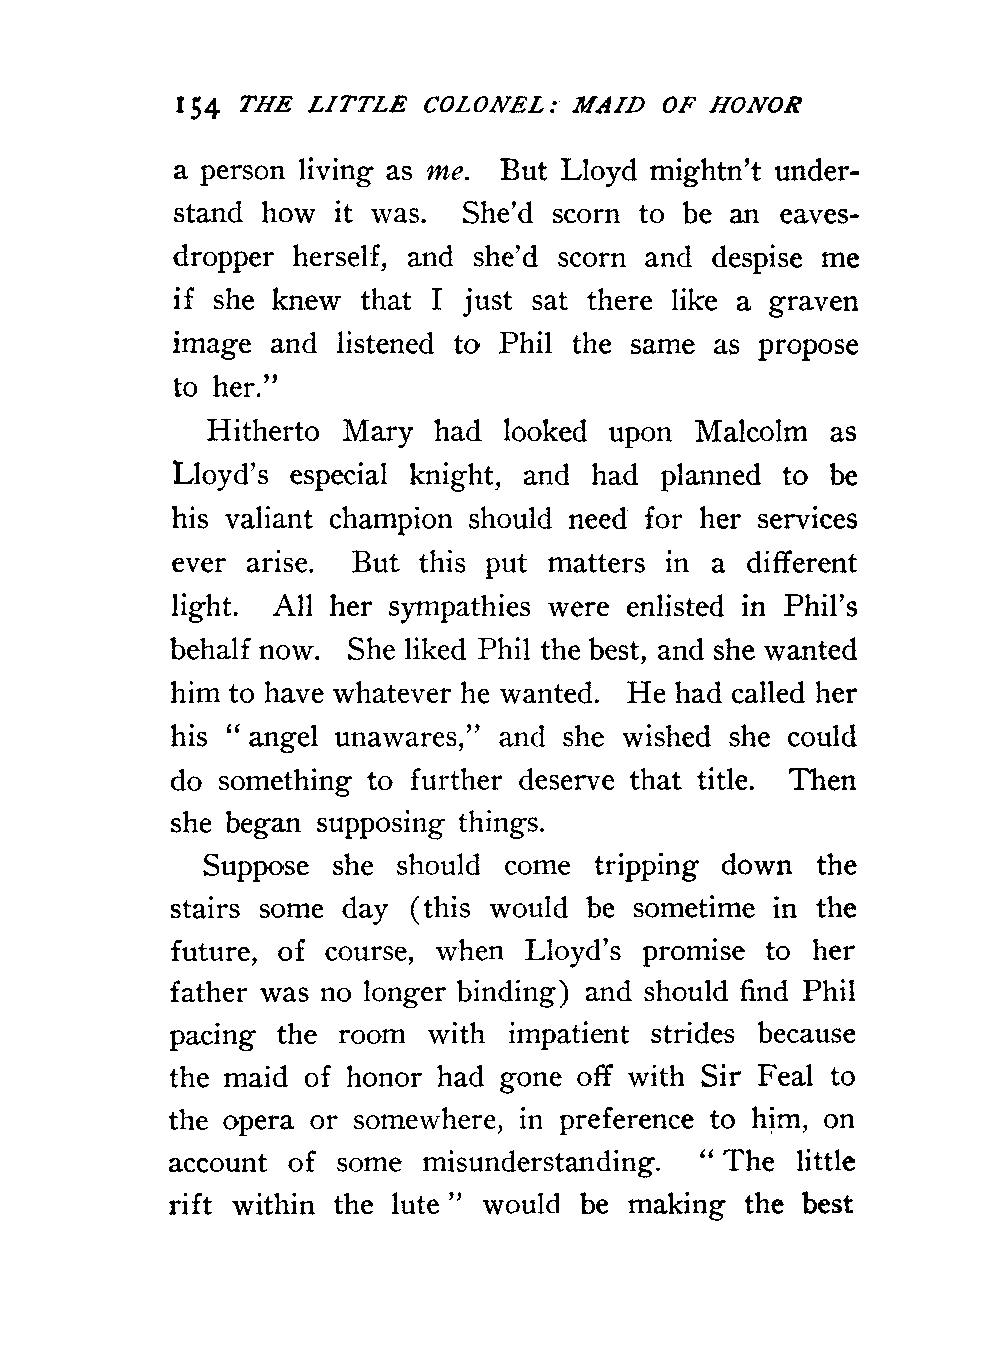 154 THE LITTLE COLONEL: MAID OF HONOR
a person living as me. But Lloyd mightn't under-
stand how it was. She'd scorn to be an eaves-
dropper herself, and she'd scorn and despise me
if she knew that I just sat there like a graven
image and listened to Phil the same as propose
to her."
Hitherto Mary had looked upon Malcolm as
Lloyd's especial knight, and had planned to be
his valiant champion should need for her services
ever arise. But this put matters in a different
light. All her sympathies were enlisted in Phil's
behalf now. She liked Phil the best, and she wanted
him to have whatever he wanted. He had called her
his " angel unawares," and she wished she could
do something to further deserve that title. Then
she began supposing things.
Suppose she should come tripping down the
stairs some day (this would be sometime in the
future, of course, when Lloyd's promise to her
father was no longer binding) and should find Phil
pacing the room with impatient strides because
the maid of honor had gone off with Sir Feal to
the opera or somewhere, in preference to him, on
account of some misunderstanding. " The little
rift within the lute " would be making the best